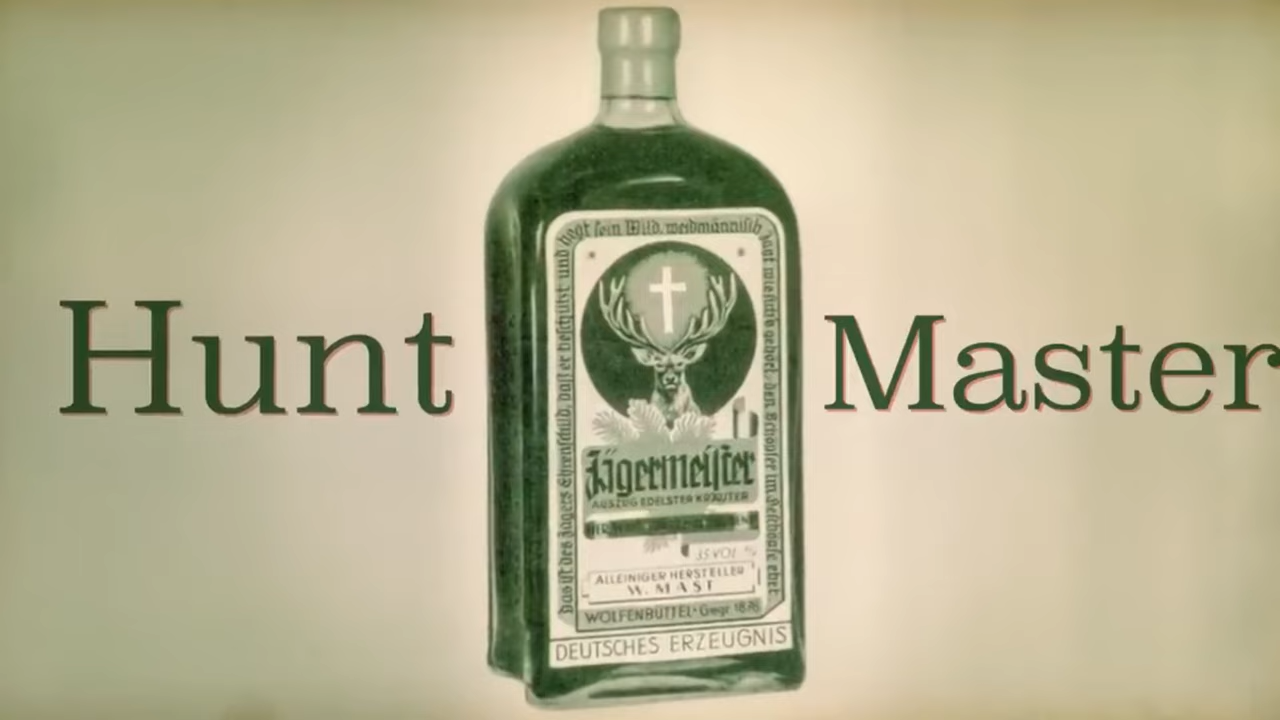 Hunt Master
Das ist des Jägers Ehrenschild, daß er beschützt und
hegt sein Wild, weidmännisch
jagt, wie sich's gehört, den Schöpfer im Geschöpfe ehrt
Jägermeister
AUSZUG EDELSTER KRÄUTER
35 VOL %
ALLEINIGER HERSTELLER
W. MAST
WOLFENBÜTTEL · Gegr. 1878
DEUTSCHES ERZEUGNIS